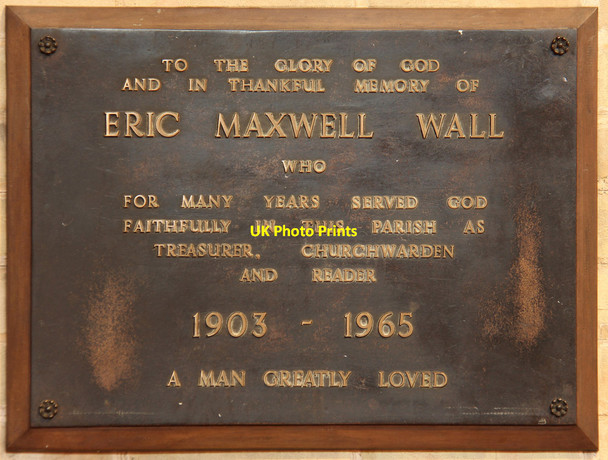 TO THE GLORY OF GOD
AND IN THANKFUL MEMORY OF
ERIC MAXWELL WALL
WHO
FOR MANY YEARS SERVED GOD
FAITHFULLY IN THIS PARISH AS
UK Photo Prints
TREASURER, CHURCHWARDEN
AND READER
1903 - 1965
A MAN GREATLY LOVED